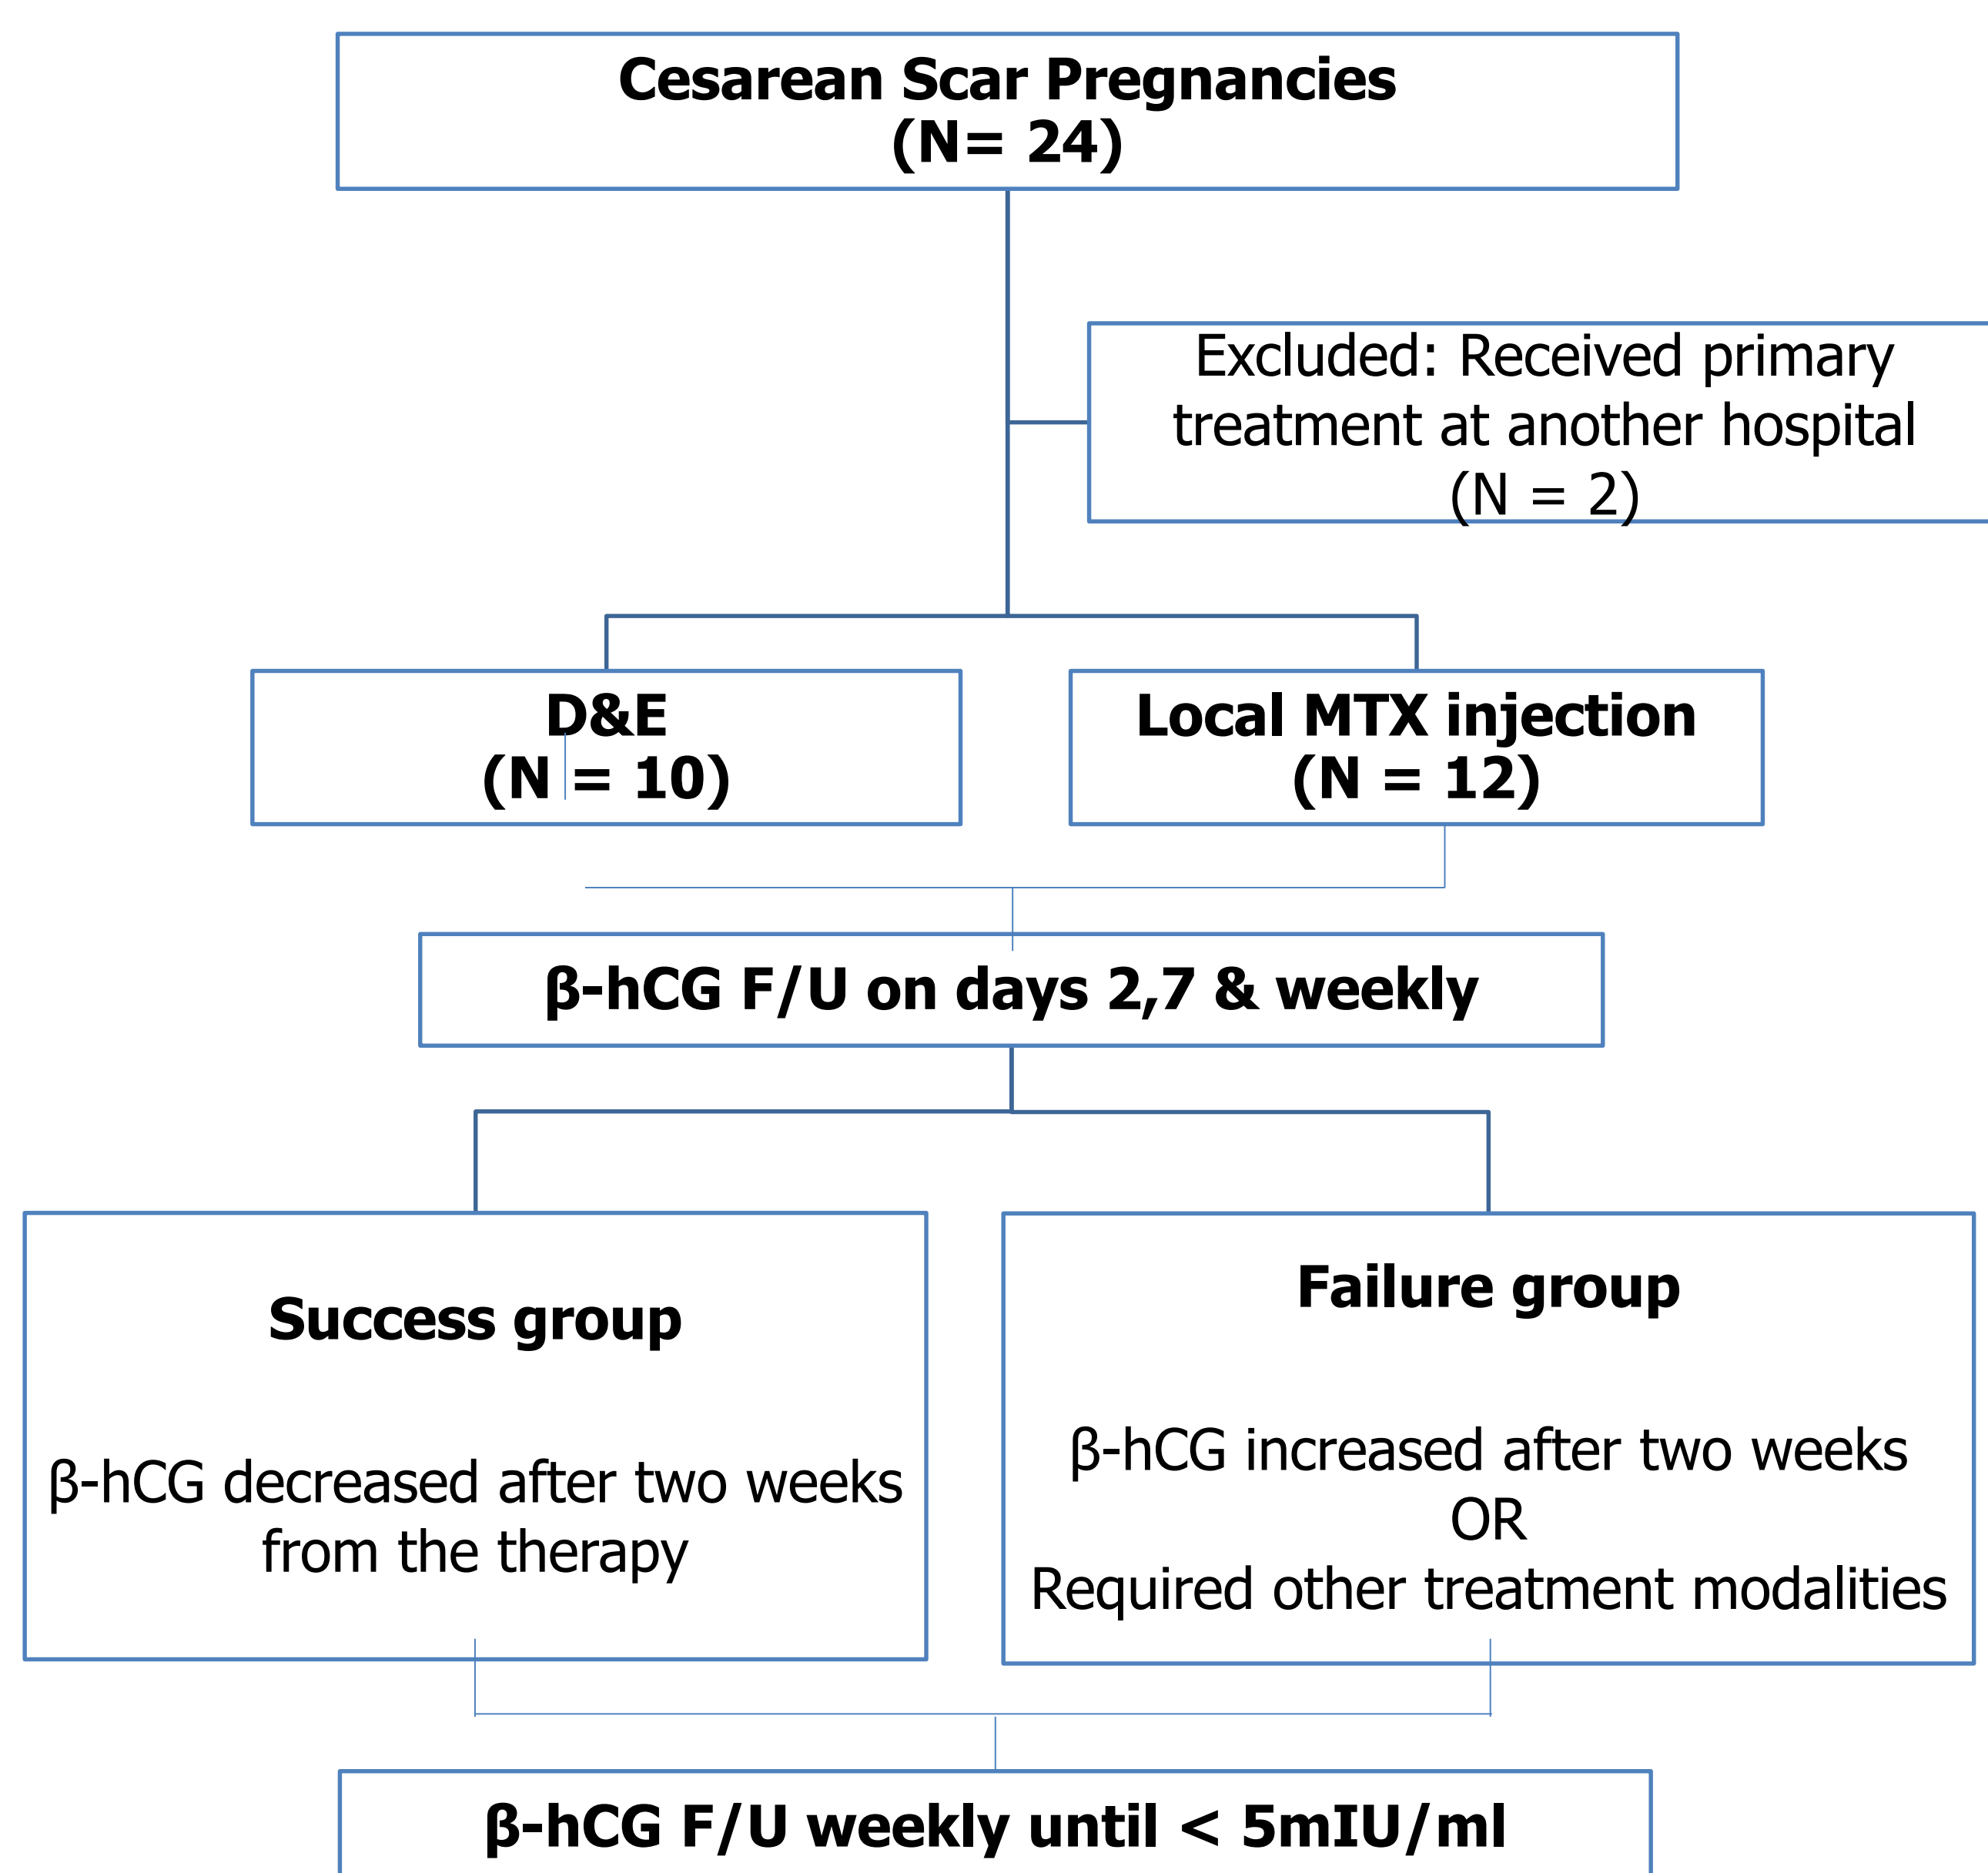 Cesarean Scar Pregnancies
(N= 24)
Excluded: Received primary
treatment at another hospital
(N = 2)
D&E
(N = 10)
Local MTX injection
(N = 12)
β-hCG F/U on days 2,7 & weekly
Success group
β-hCG decreased after two weeks
from the therapy
Failure group
β-hCG increased after two weeks
OR
Required other treatment modalities
β-hCG F/U weekly until < 5mIU/ml